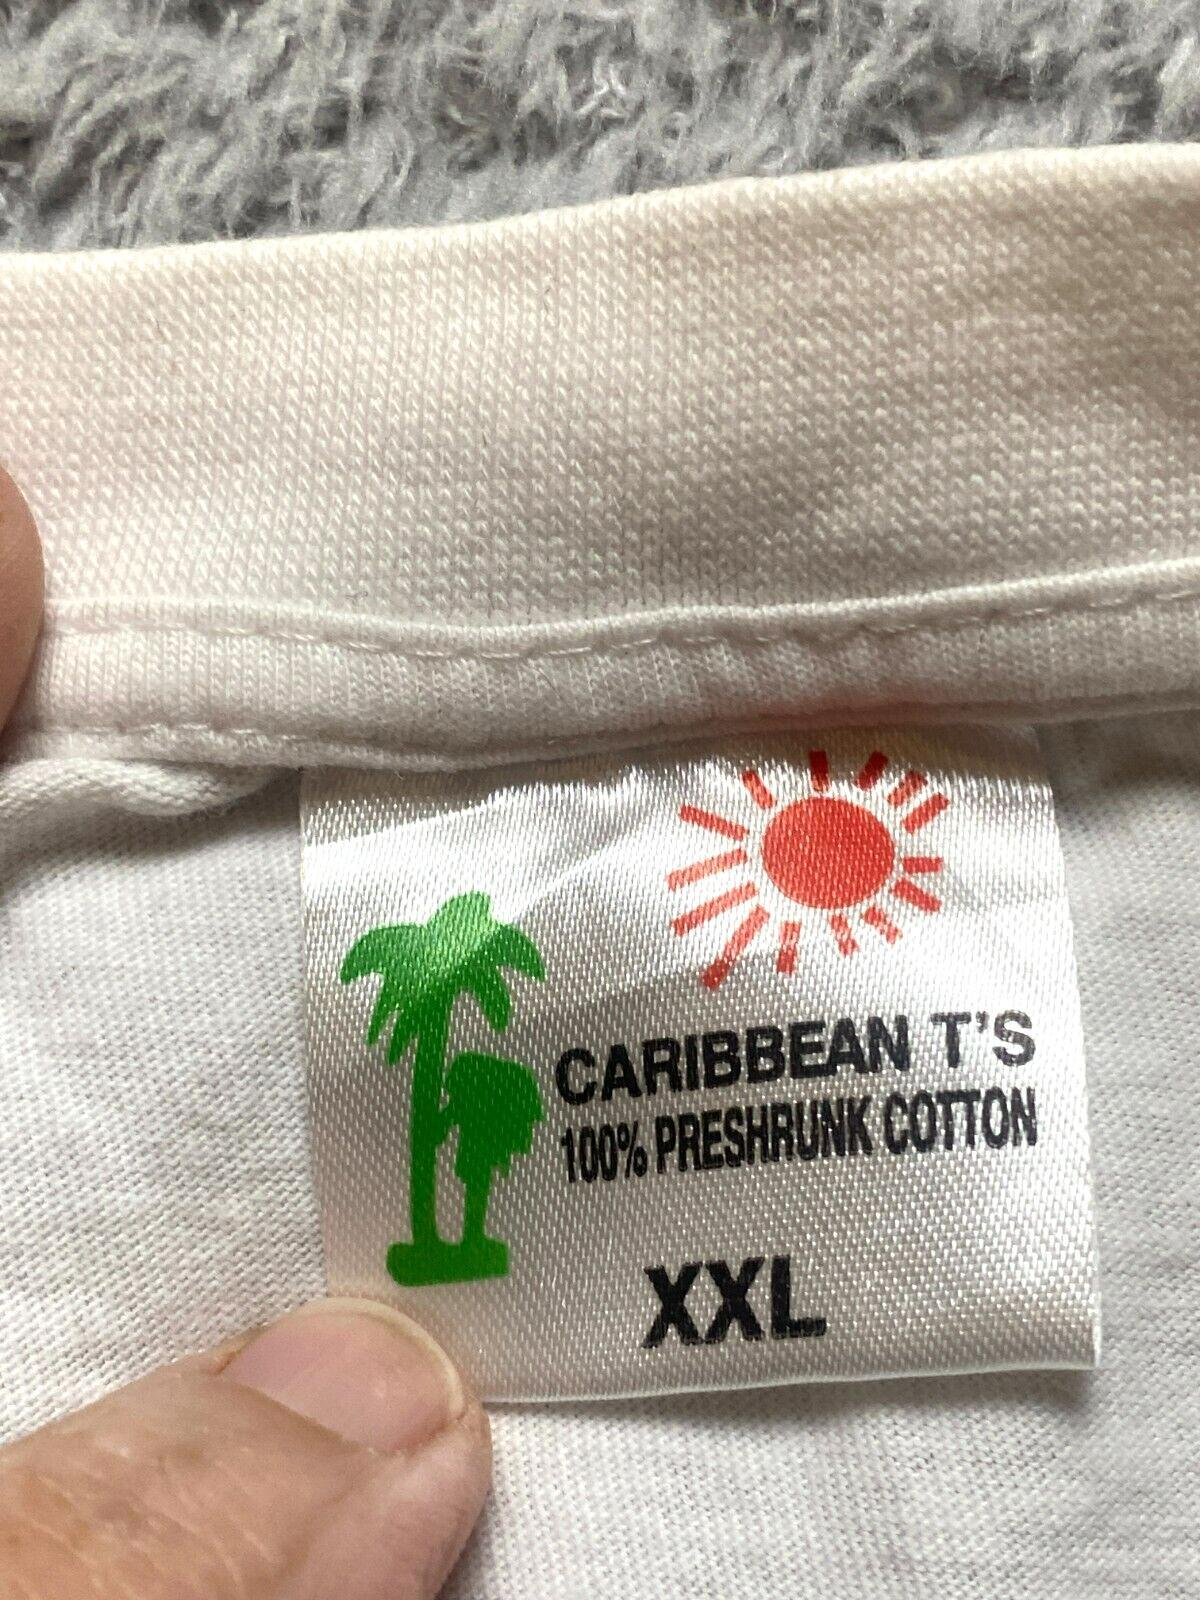 CARIBBEAN T'S
100% PRESHRUNK COTTON
XXL